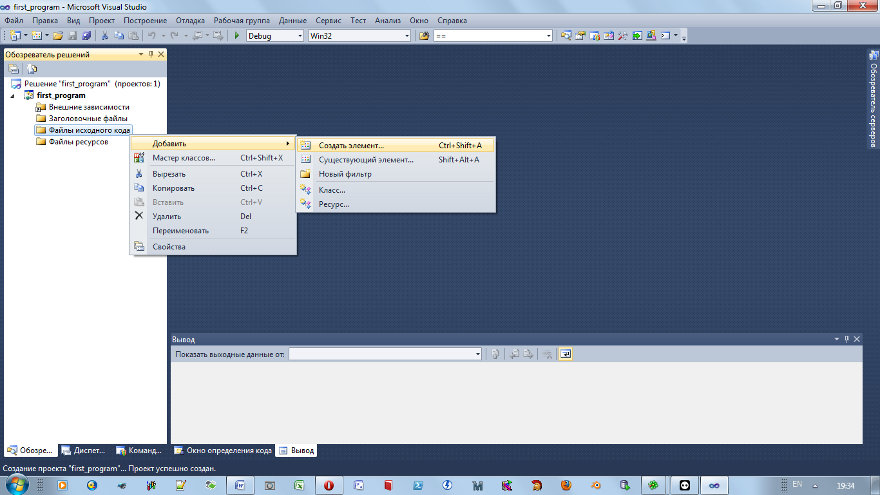 first_program - Microsoft Visual Studio
Файл Правка Вид Проект Построение Отладка Рабочая группа Данные Сервис Тест Анализ Окно Справка
Debug Win32 ==
Обозреватель решений
Решение "first_program" (проектов: 1)
first_program
Внешние зависимости
Заголовочные файлы
Файлы исходного кода
Файлы ресурсов
Добавить
Мастер классов... Ctrl+Shift+X
Вырезать Ctrl+X
Копировать Ctrl+C
Вставить Ctrl+V
Удалить Del
Переименовать F2
Свойства
Создать элемент... Ctrl+Shift+A
Существующий элемент... Shift+Alt+A
Новый фильтр
Класс...
Ресурс...
Обозреватель серверов
Вывод
Показать выходные данные от:
Обозре... Диспет... Команд... Окно определения кода Вывод
Создание проекта "first_program"... Проект успешно создан.
EN 19:34